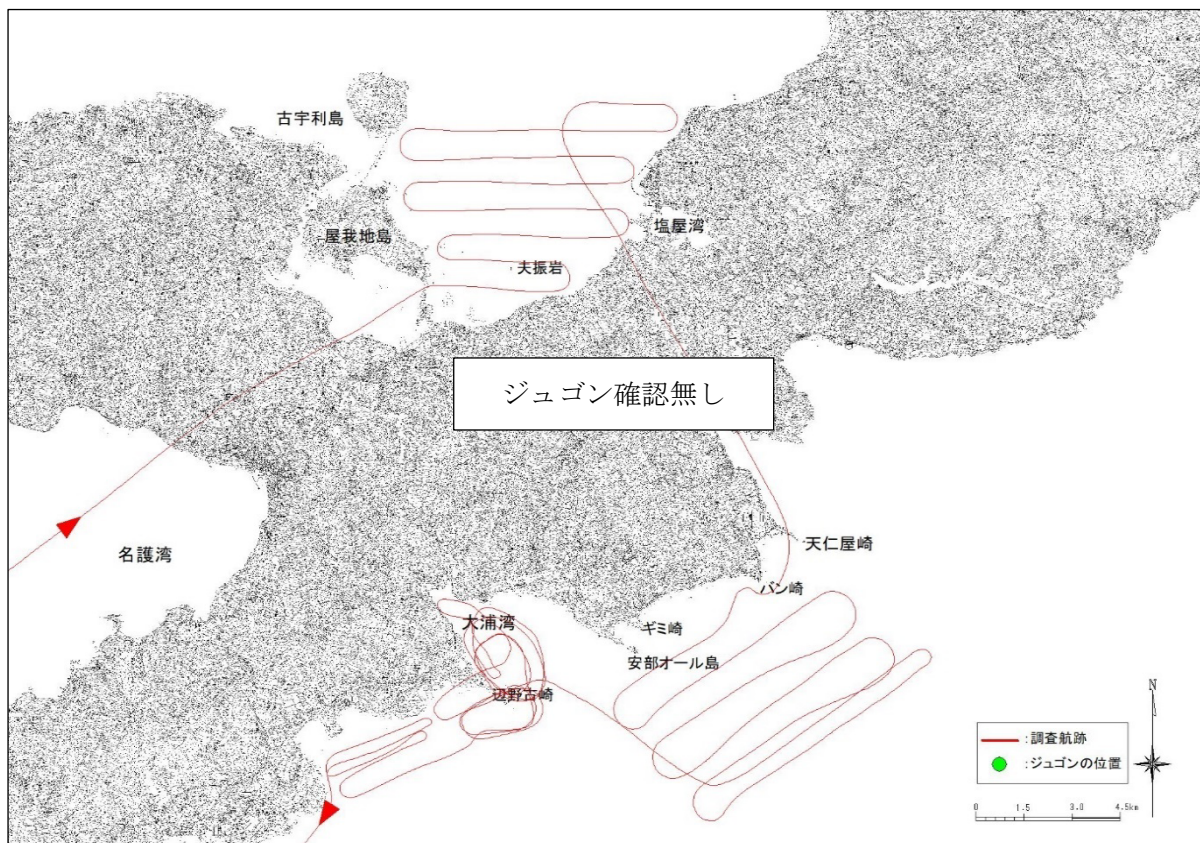 古宇利島
屋我地島
塩屋湾
夫振岩
ジュゴン確認無し
名護湾
天仁屋崎
バン崎
大浦湾
ギミ崎
安部オール島
辺野古崎
N
:調査航跡
:ジュゴンの位置
0 1.5 3.0 4.5km